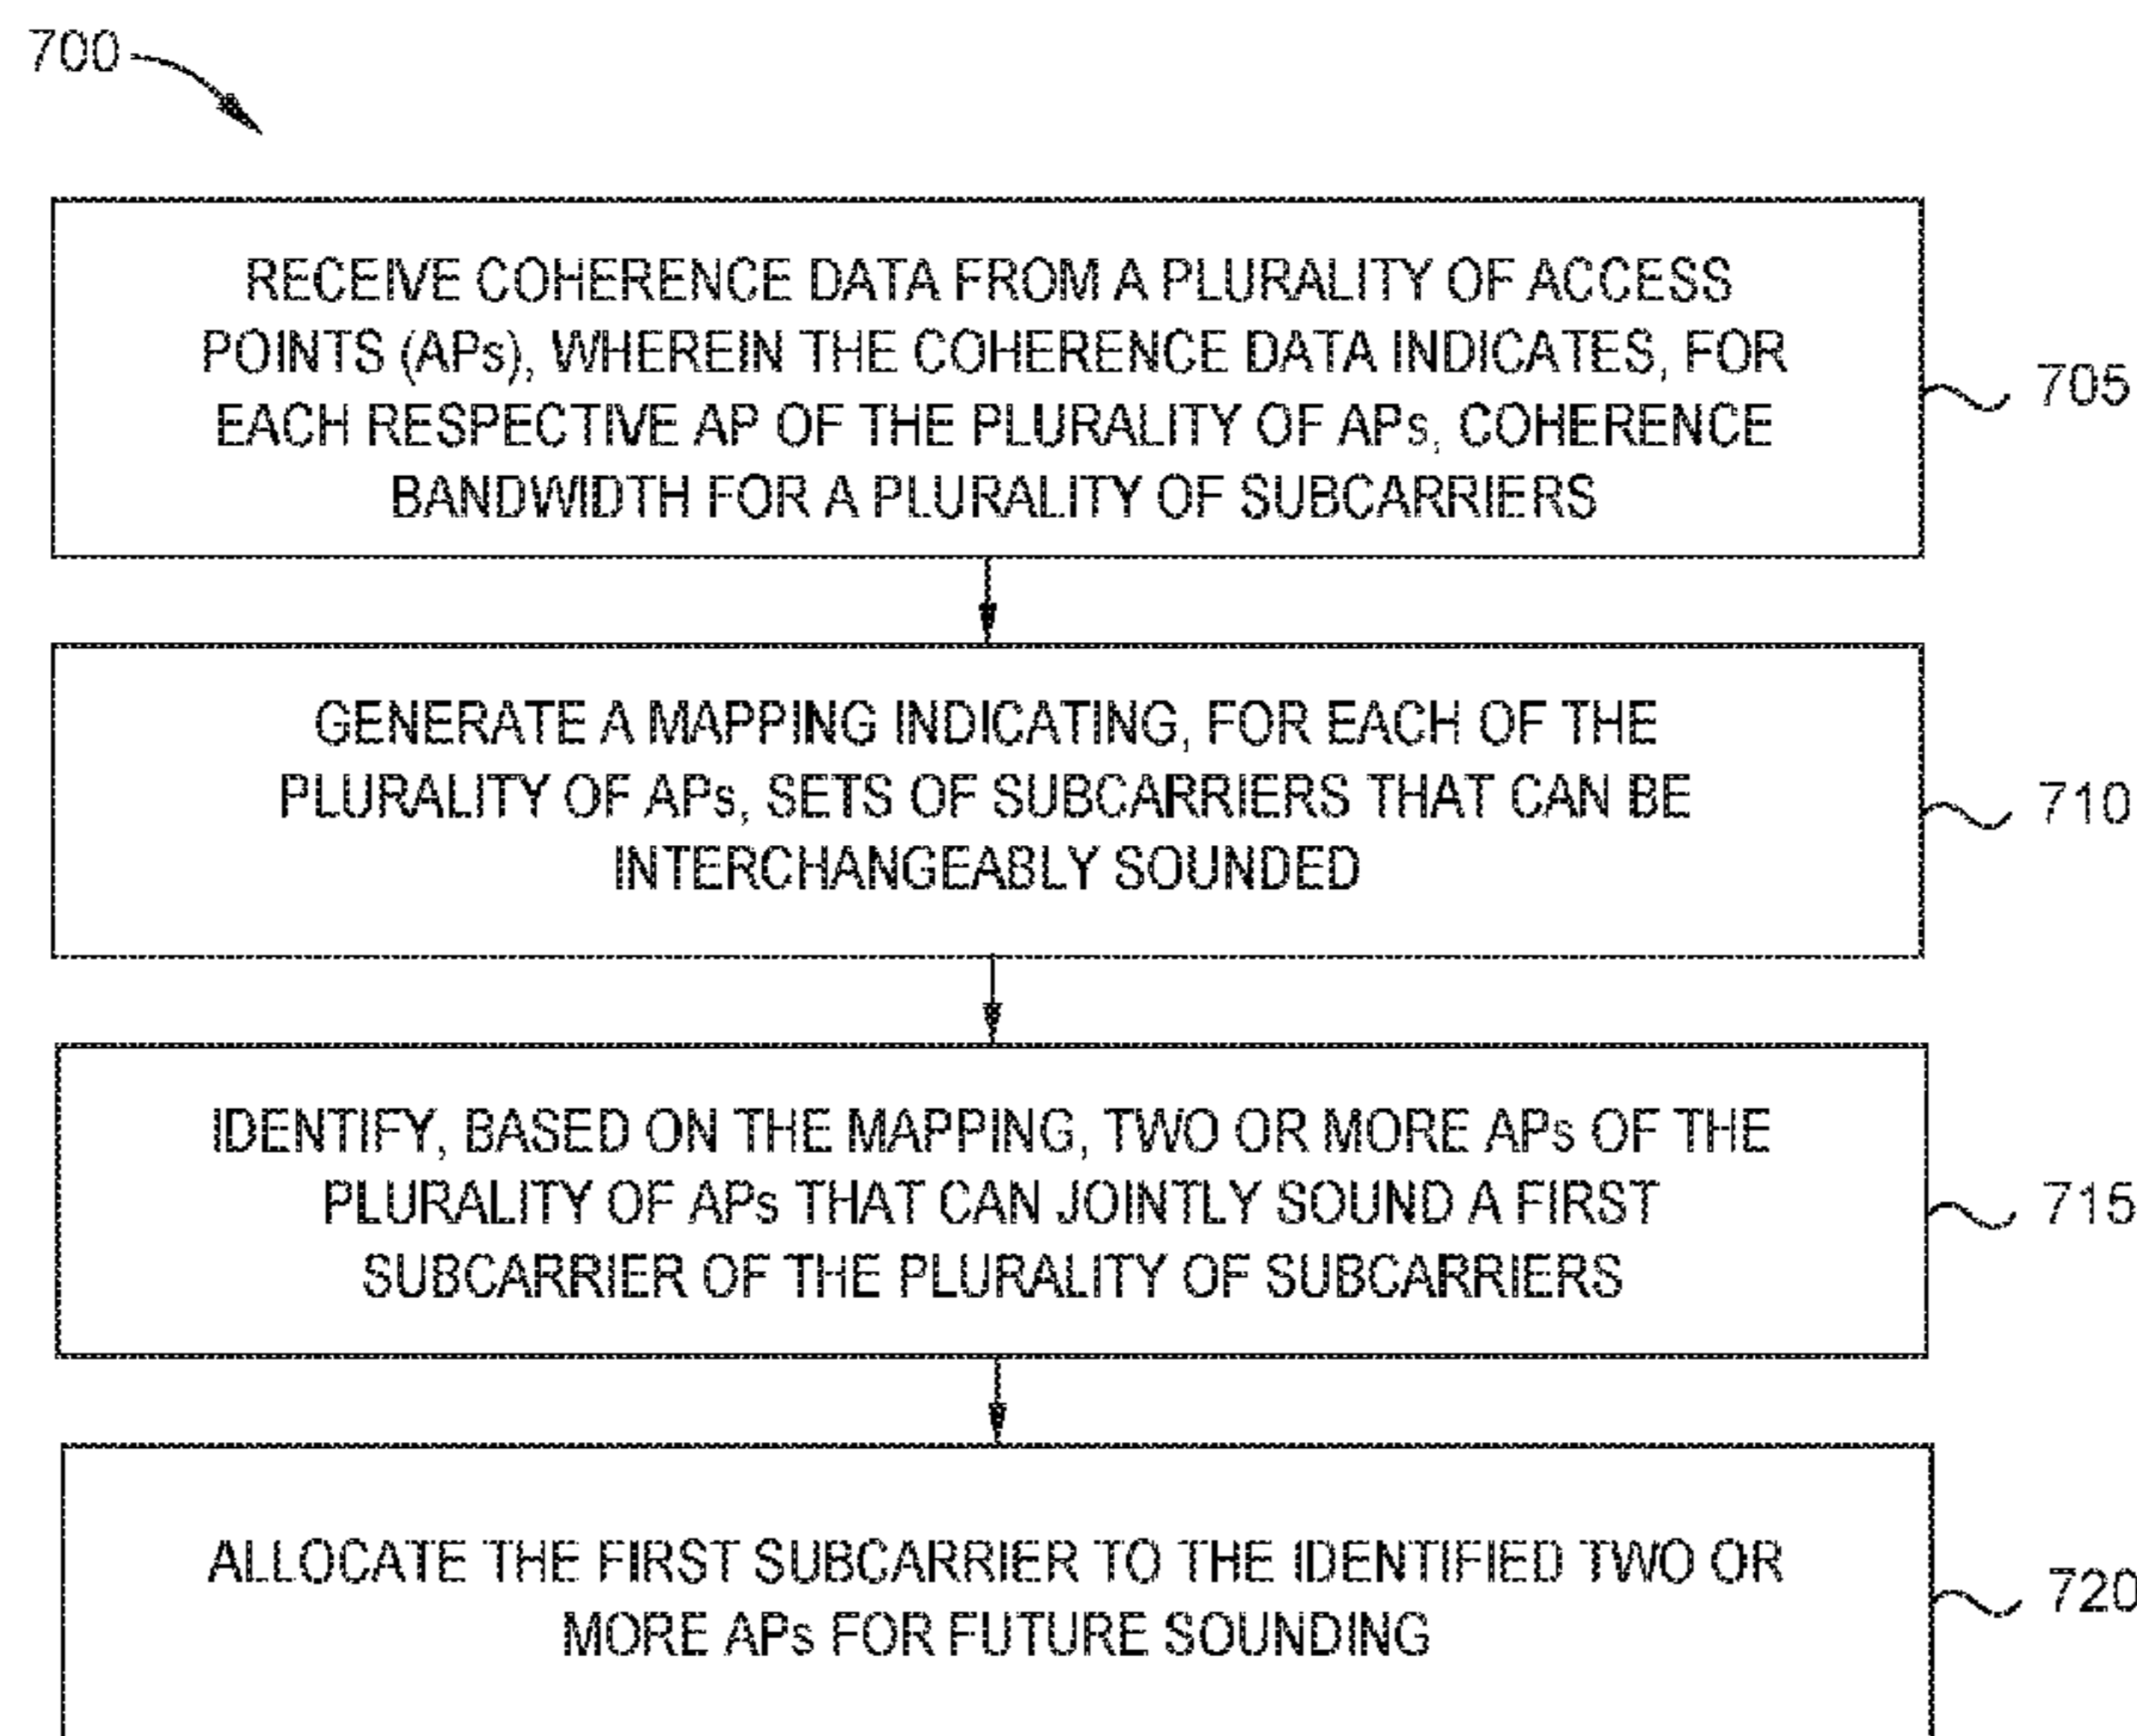 700
RECEIVE COHERENCE DATA FROM A PLURALITY OF ACCESS
POINTS (APs), WHEREIN THE COHERENCE DATA INDICATES, FOR
EACH RESPECTIVE AP OF THE PLURALITY OF APs, COHERENCE
BANDWIDTH FOR A PLURALITY OF SUBCARRIERS
705
GENERATE A MAPPING INDICATING, FOR EACH OF THE
PLURALITY OF APs, SETS OF SUBCARRIERS THAT CAN BE
INTERCHANGEABLY SOUNDED
710
IDENTIFY, BASED ON THE MAPPING, TWO OR MORE APs OF THE
PLURALITY OF APs THAT CAN JOINTLY SOUND A FIRST
SUBCARRIER OF THE PLURALITY OF SUBCARRIERS
715
ALLOCATE THE FIRST SUBCARRIER TO THE IDENTIFIED TWO OR
MORE APs FOR FUTURE SOUNDING
720